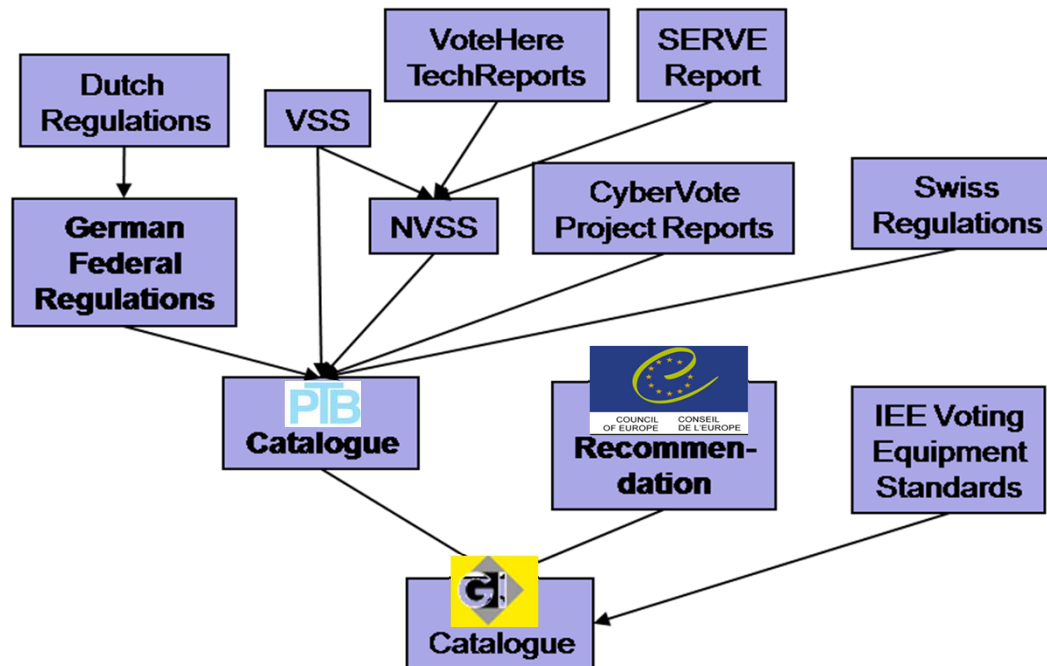 VoteHere
TechReports
SERVE
Report
Dutch
Regulations
VSS
CyberVote
Project Reports
Swiss
Regulations
German
Federal
Regulations
NVSS
PTB
Catalogue
COUNCIL
OF EUROPE
CONSEIL
DE L'EUROPE
Recommen-
dation
IEE Voting
Equipment
Standards
GI
Catalogue